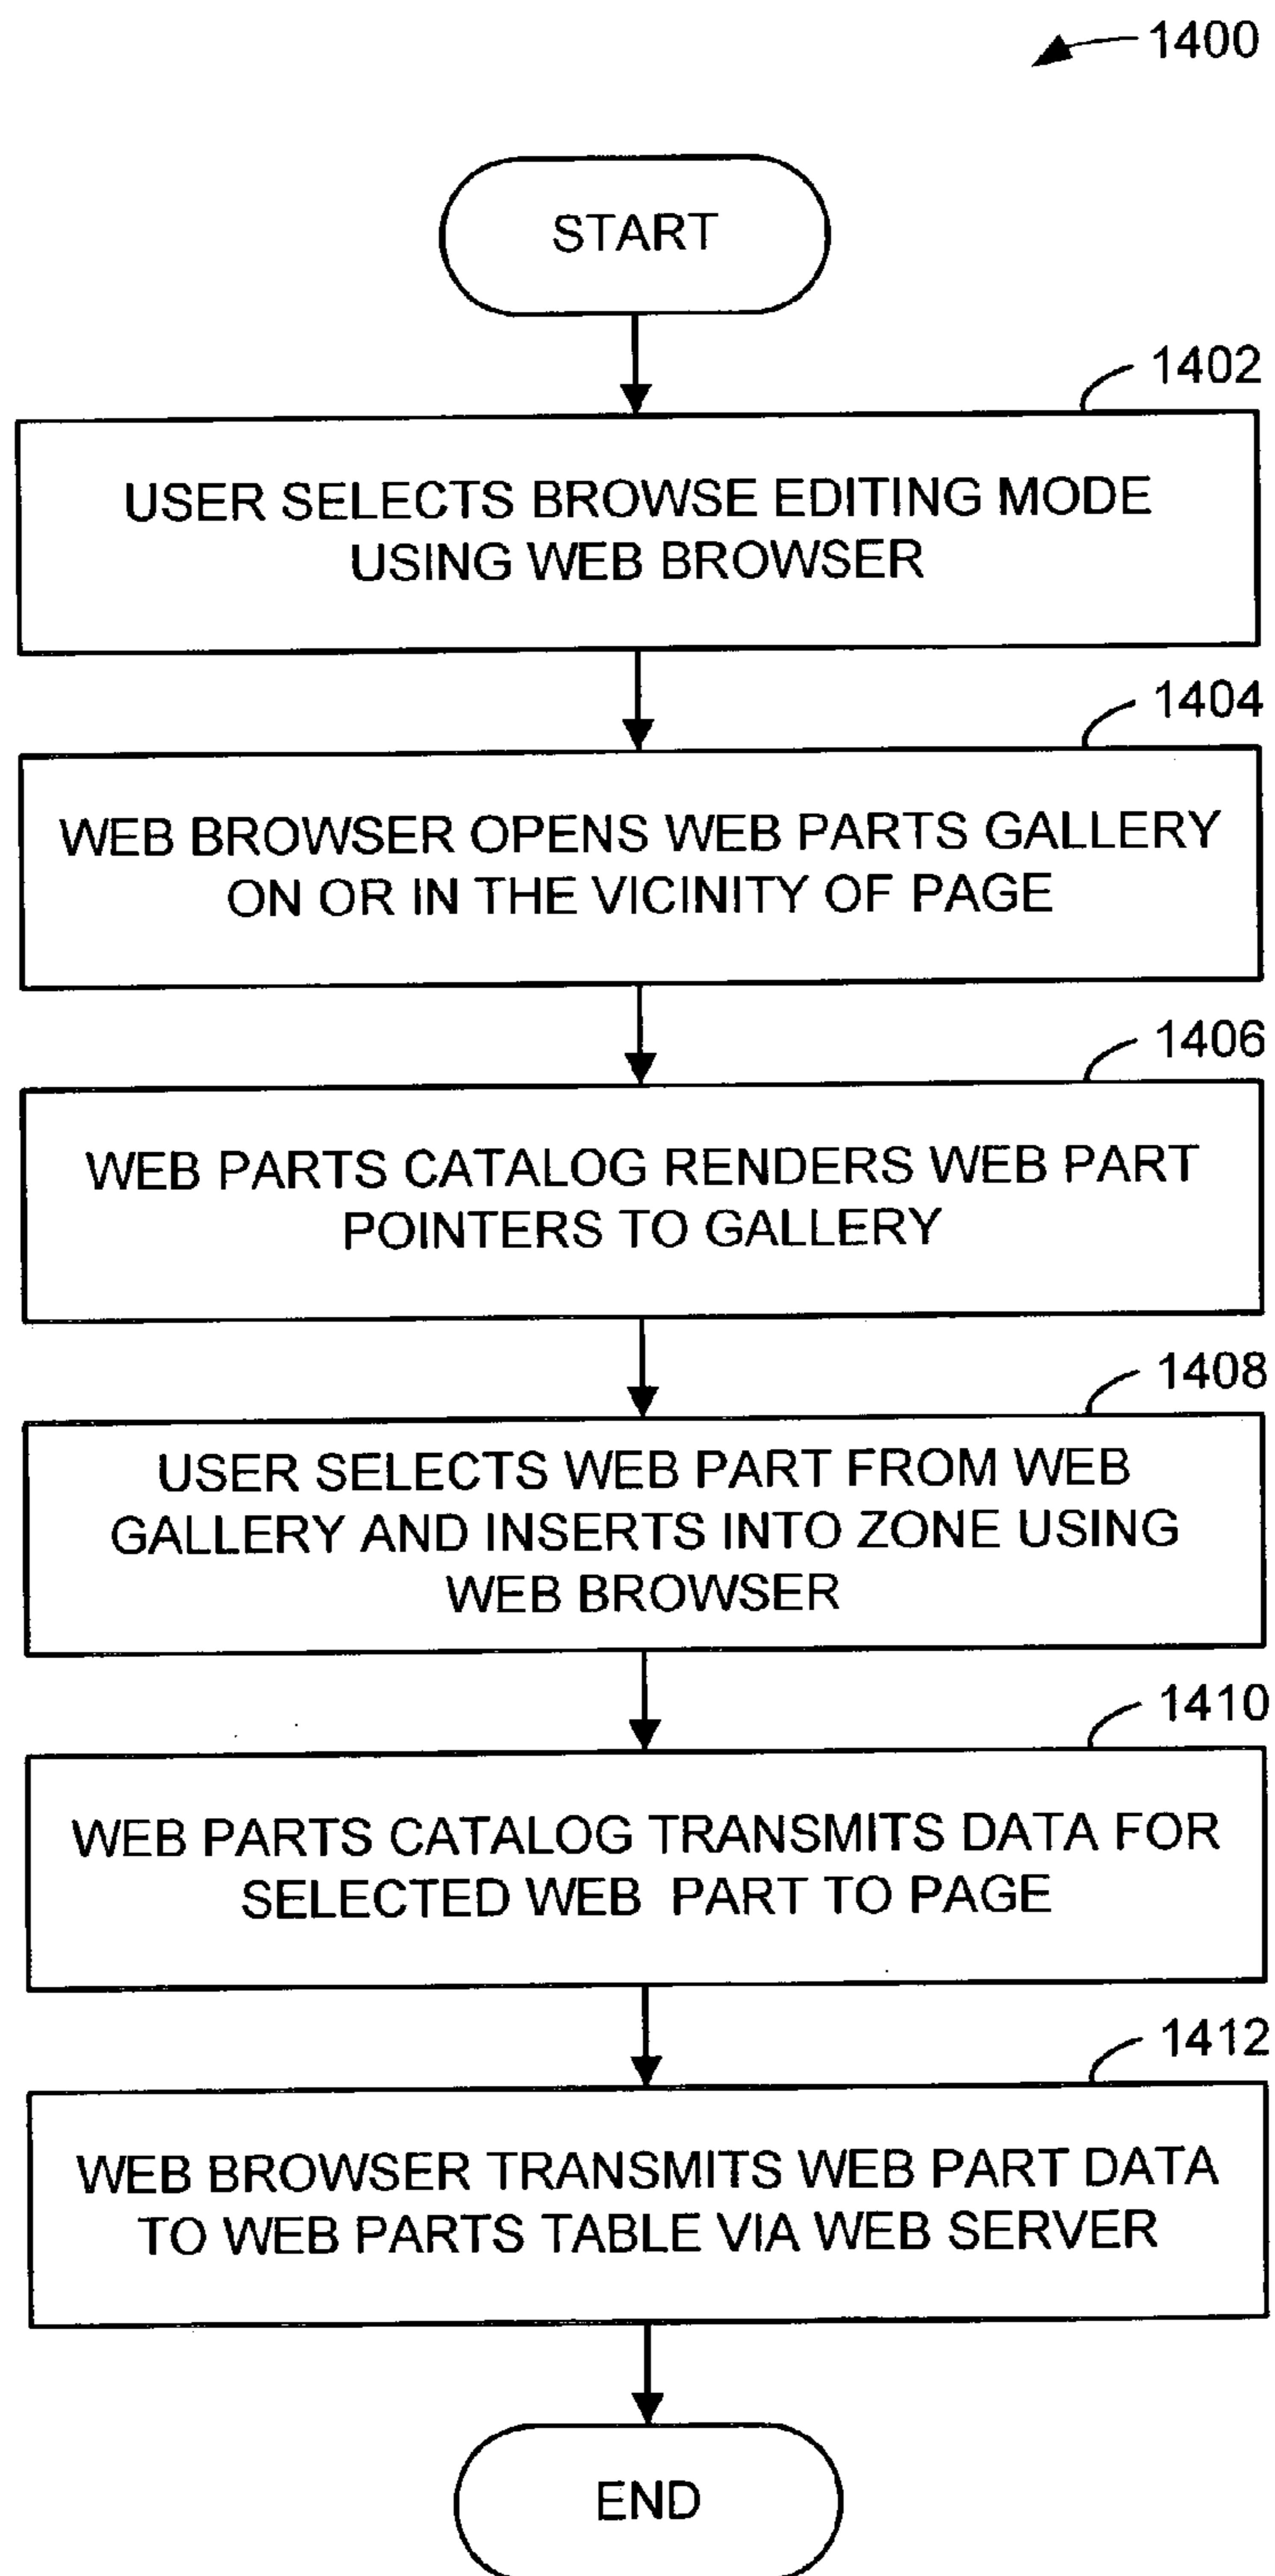 1400
START
1402
USER SELECTS BROWSE EDITING MODE
USING WEB BROWSER
1404
WEB BROWSER OPENS WEB PARTS GALLERY
ON OR IN THE VICINITY OF PAGE
1406
WEB PARTS CATALOG RENDERS WEB PART
POINTERS TO GALLERY
1408
USER SELECTS WEB PART FROM WEB
GALLERY AND INSERTS INTO ZONE USING
WEB BROWSER
1410
WEB PARTS CATALOG TRANSMITS DATA FOR
SELECTED WEB PART TO PAGE
1412
WEB BROWSER TRANSMITS WEB PART DATA
TO WEB PARTS TABLE VIA WEB SERVER
END